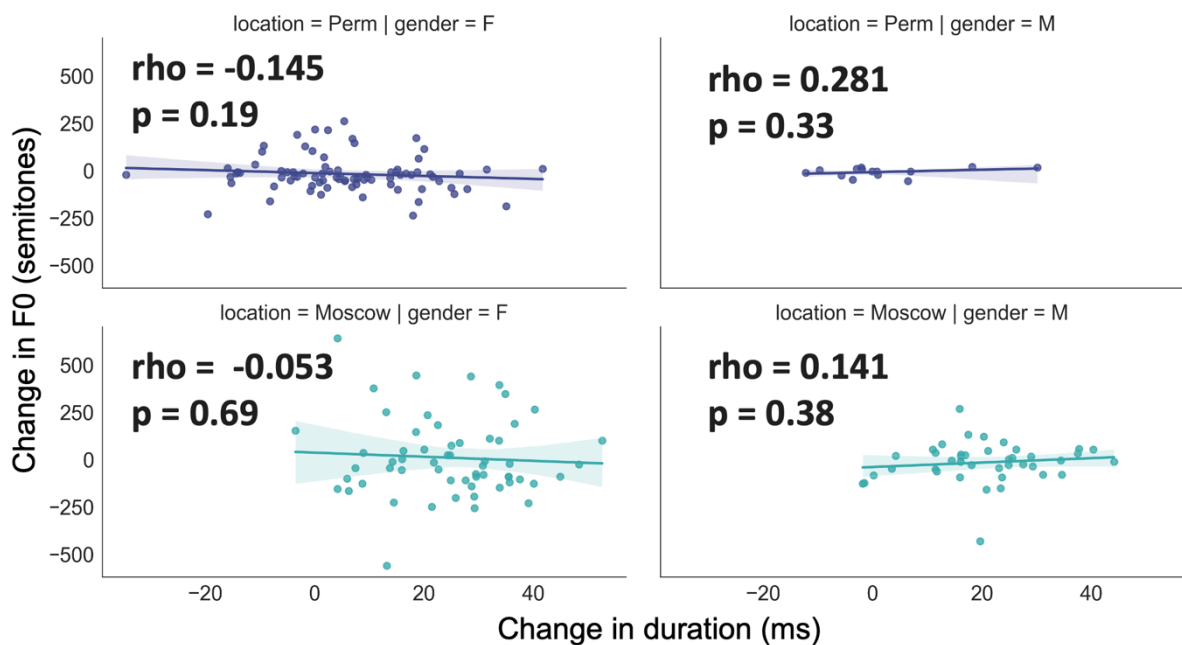 location = Perm | gender = F
rho = -0.145
p = 0.19
500
250
0
−250
−500
location = Perm | gender = M
rho = 0.281
p = 0.33
location = Moscow | gender = F
rho =  -0.053
p = 0.69
500
250
0
−250
−500
−20 0 20 40
location = Moscow | gender = M
rho = 0.141
p = 0.38
−20 0 20 40
Change in F0 (semitones)
Change in duration (ms)